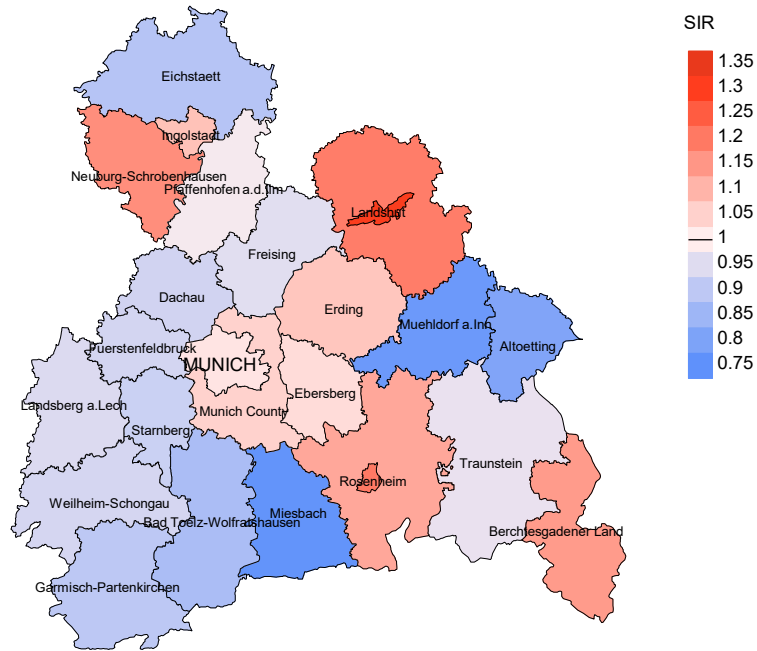 SIR
1.35
1.3
1.25
1.2
1.15
1.1
1.05
1
0.95
0.9
0.85
0.8
0.75
Eichstaett
Ingolstadt
Neuburg-Schrobenhausen
Pfaffenhofen a.d.Ilm
Landshut
Freising
Dachau
Erding
Muehldorf a.Inn
Altoetting
Fuerstenfeldbruck
MUNICH
Ebersberg
Landsberg a.Lech
Munich County
Starnberg
Traunstein
Rosenheim
Weilheim-Schongau
Miesbach
Bad Toelz-Wolfratshausen
Berchtesgadener Land
Garmisch-Partenkirchen